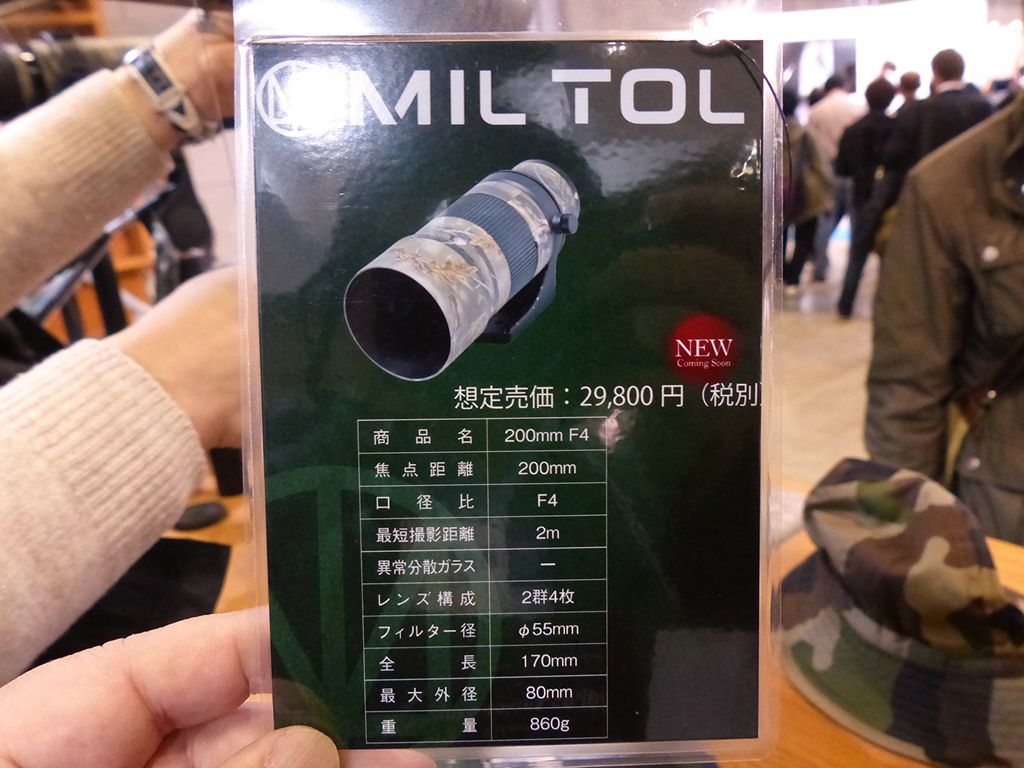 MIL TOL
NEW
Coming Soon
想定売価：29,800 円（税別）
商品名 200mm F4
焦点距離 200mm
口径比 F4
最短撮影距離 2m
異常分散ガラス ー
レンズ構成 2群4枚
フィルター径 φ55mm
全長 170mm
最大外径 80mm
重量 860g